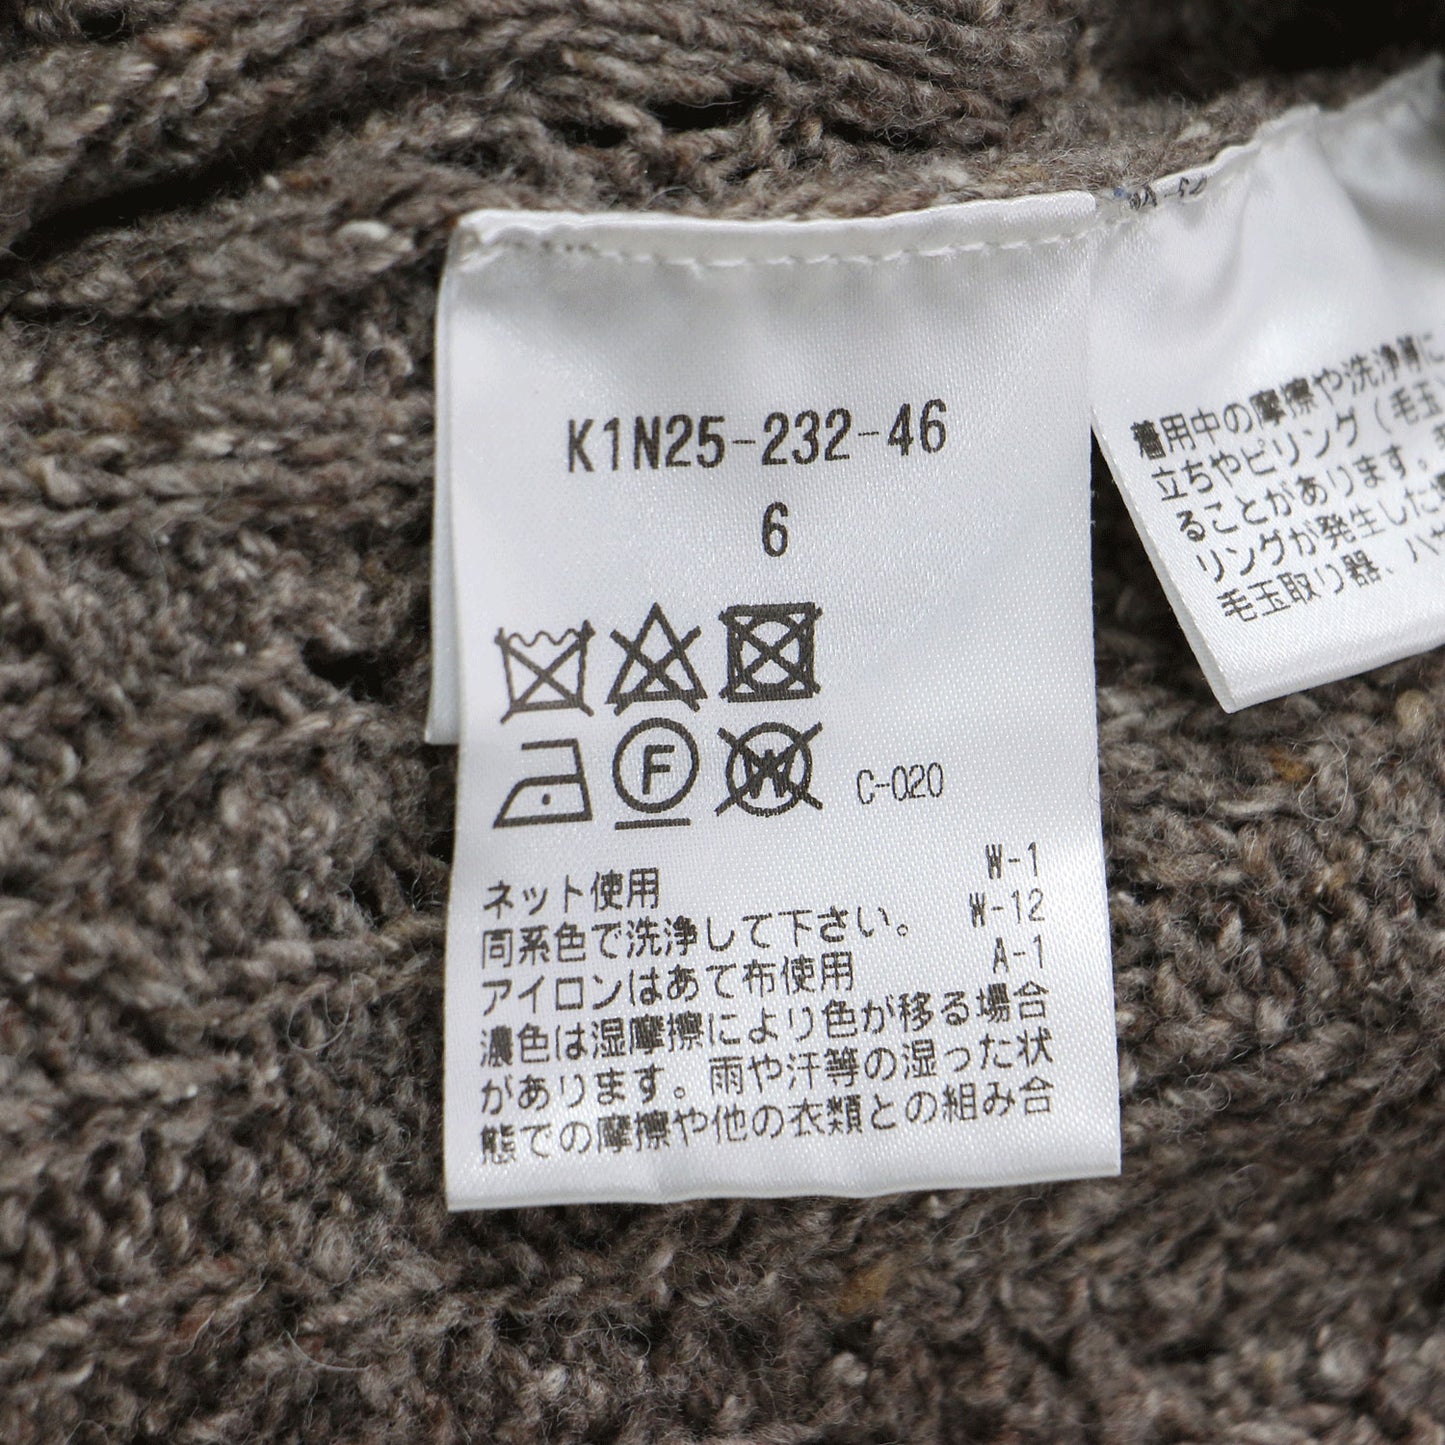 K1N25-232-46
6
F
W
C-020
ネット使用 W-1
同系色で洗浄して下さい。 W-12
アイロンはあて布使用 A-1
濃色は湿摩擦により色が移る場合
があります。雨や汗等の湿った状
態での摩擦や他の衣類との組み合
着用中の摩擦や洗浄等に
立ちやピリング(毛玉
ることがあります。
リングが発生した
毛玉取り器、ハサ